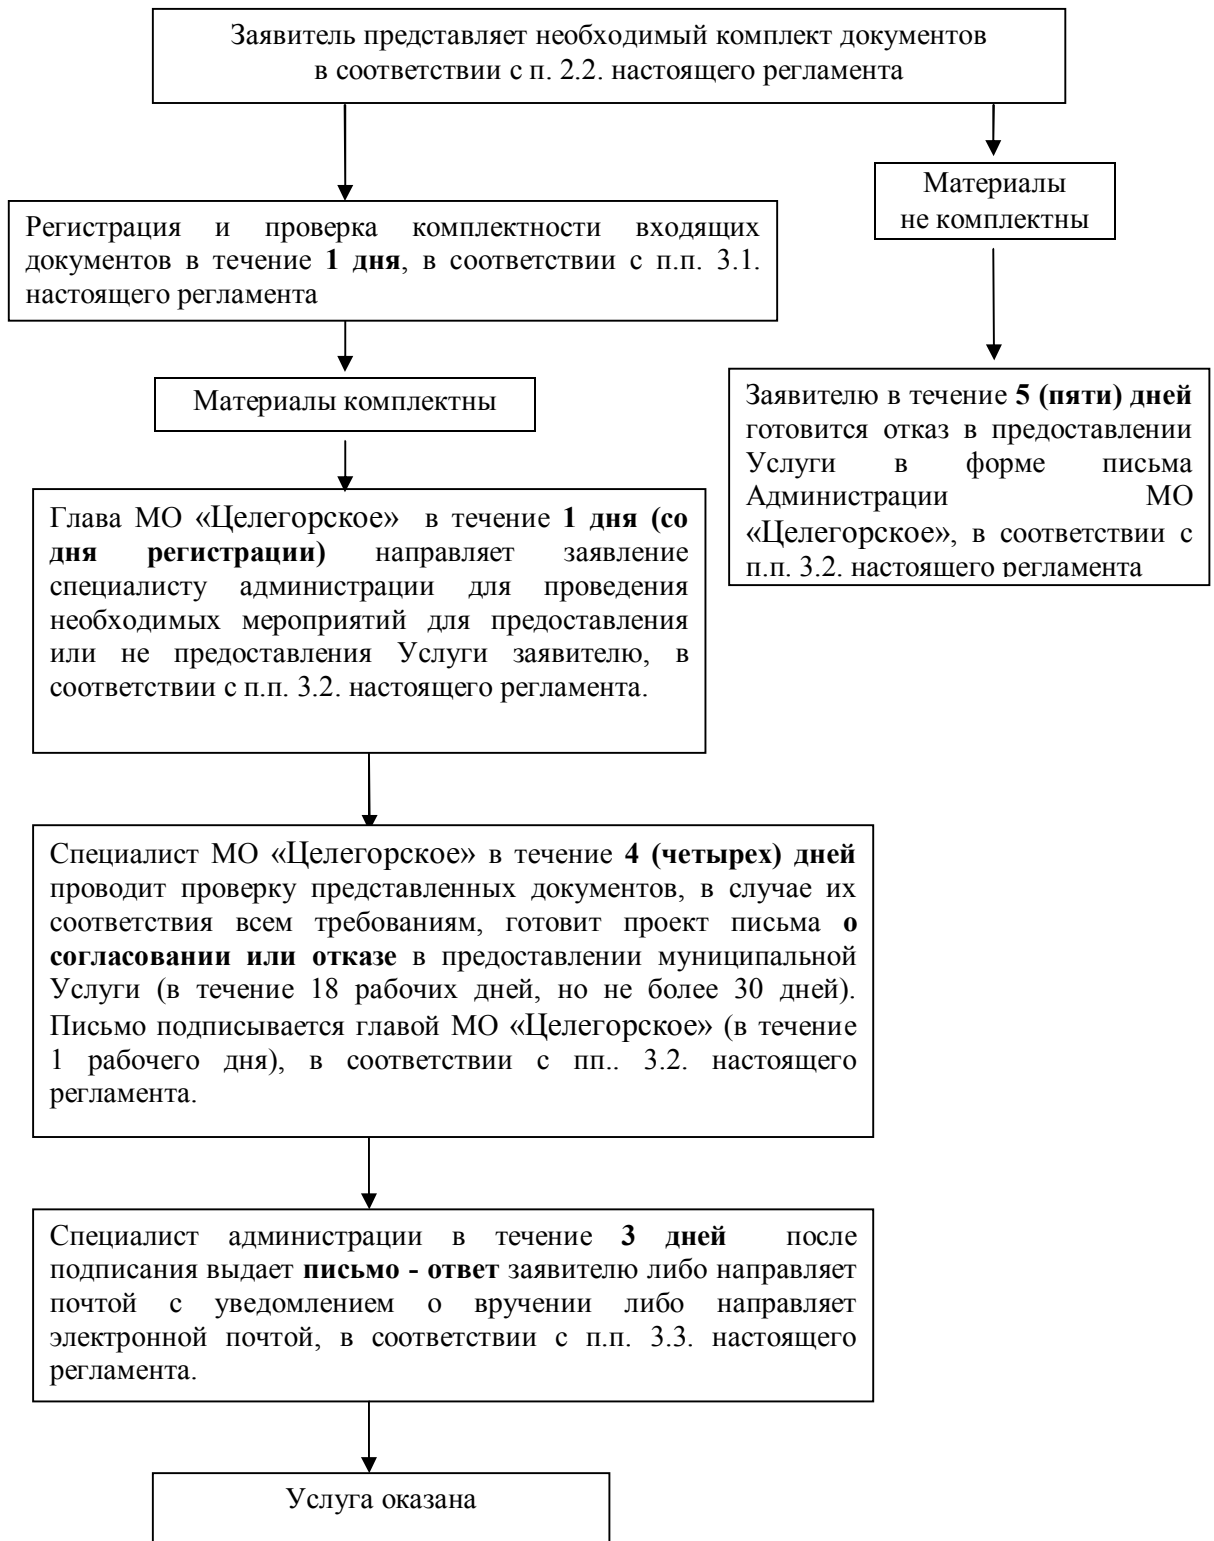 Заявитель представляет необходимый комплект документов
в соответствии с п. 2.2. настоящего регламента
Материалы
не комплектны
Регистрация и проверка комплектности входящих
документов в течение 1 дня, в соответствии с п.п. 3.1.
настоящего регламента
Материалы комплектны
Заявителю в течение 5 (пяти) дней
готовится отказ в предоставлении
Услуги в форме письма
Администрации МО
«Целегорское», в соответствии с
п.п. 3.2. настоящего регламента
Глава МО «Целегорское» в течение 1 дня (со
дня регистрации) направляет заявление
специалисту администрации для проведения
необходимых мероприятий для предоставления
или не предоставления Услуги заявителю, в
соответствии с п.п. 3.2. настоящего регламента.
Специалист МО «Целегорское» в течение 4 (четырех) дней
проводит проверку представленных документов, в случае их
соответствия всем требованиям, готовит проект письма о
согласовании или отказе в предоставлении муниципальной
Услуги (в течение 18 рабочих дней, но не более 30 дней).
Письмо подписывается главой МО «Целегорское» (в течение
1 рабочего дня), в соответствии с пп.. 3.2. настоящего
регламента.
Специалист администрации в течение 3 дней после
подписания выдает письмо - ответ заявителю либо направляет
почтой с уведомлением о вручении либо направляет
электронной почтой, в соответствии с п.п. 3.3. настоящего
регламента.
Услуга оказана